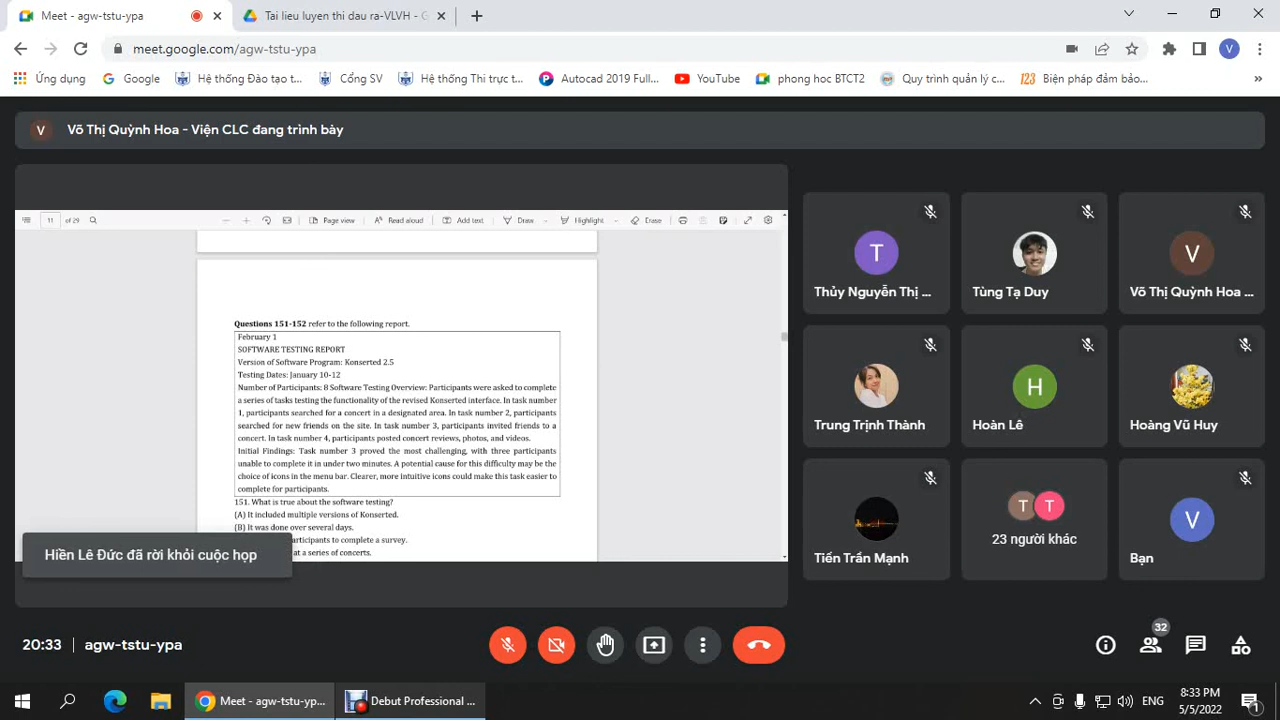 Meet - agw-tstu-ypa
Tai lieu luyen thi dau ra-VLVH - G
meet.google.com/agw-tstu-ypa
V
Ứng dụng
Google
Hệ thống Đào tạo t...
Cổng SV
Hệ thống Thi trực t...
Autocad 2019 Full...
YouTube
phong hoc BTCT2
Quy trình quản lý c...
123
Biện pháp đảm bảo...
V
Võ Thị Quỳnh Hoa - Viện CLC đang trình bày
11
of 29
Page view
Read aloud
Add text
Draw
Highlight
Erase
Questions 151-152 refer to the following report.
February 1
SOFTWARE TESTING REPORT
Version of Software Program: Konserted 2.5
Testing Dates: January 10-12
Number of Participants: 8 Software Testing Overview: Participants were asked to complete
a series of tasks testing the functionality of the revised Konserted interface. In task number
1, participants searched for a concert in a designated area. In task number 2, participants
searched for new friends on the site. In task number 3, participants invited friends to a
concert. In task number 4, participants posted concert reviews, photos, and videos.
Initial Findings: Task number 3 proved the most challenging, with three participants
unable to complete it in under two minutes. A potential cause for this difficulty may be the
choice of icons in the menu bar. Clearer, more intuitive icons could make this task easier to
complete for participants.
151. What is true about the software testing?
(A) It included multiple versions of Konserted.
(B) It was done over several days.
articipants to complete a survey.
at a series of concerts.
Hiền Lê Đức đã rời khỏi cuộc họp
T
Thủy Nguyễn Thị ...
Tùng Tạ Duy
V
Võ Thị Quỳnh Hoa ...
Trung Trịnh Thành
H
Hoàn Lê
Hoàng Vũ Huy
Tiến Trần Mạnh
T
T
23 người khác
V
Bạn
20:33
agw-tstu-ypa
32
Meet - agw-tstu-yp...
Debut Professional ...
ENG
8:33 PM
5/5/2022
1